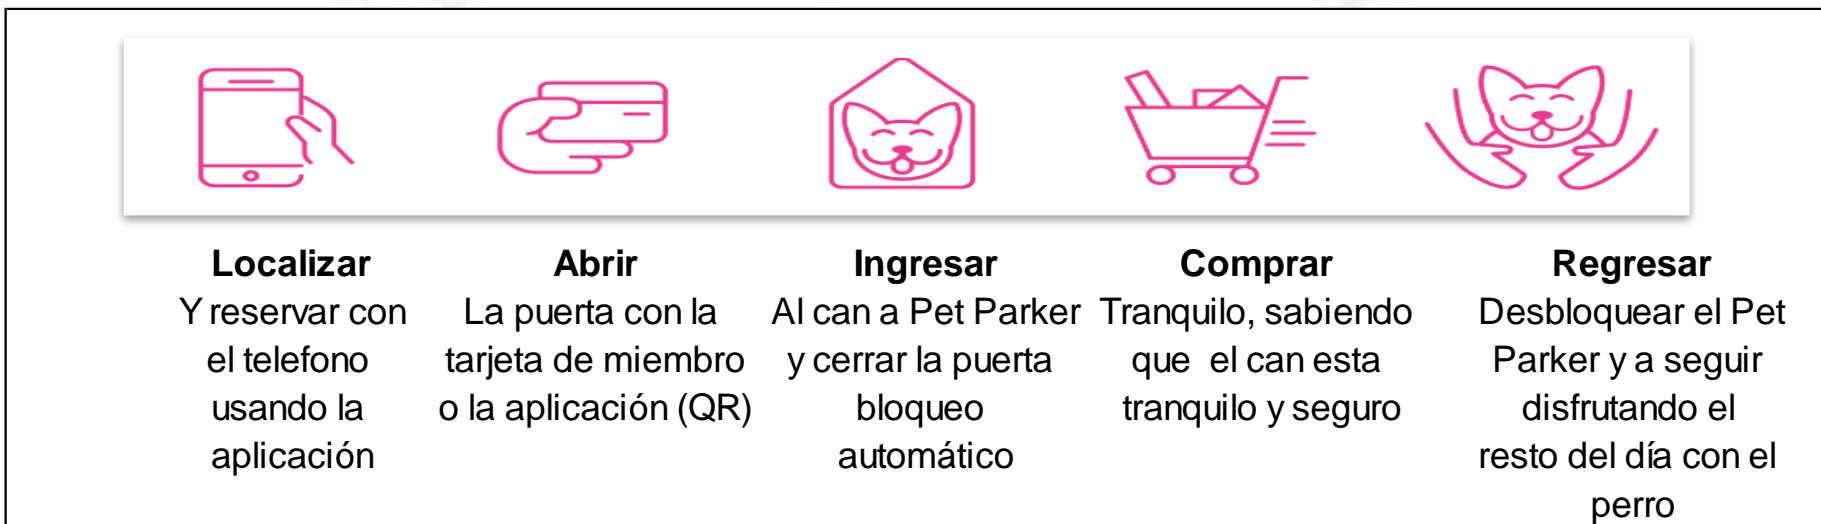 Localizar
Y reservar con
el telefono
usando la
aplicación
Abrir
La puerta con la
tarjeta de miembro
o la aplicación (QR)
Ingresar
Al can a Pet Parker
y cerrar la puerta
bloqueo
automático
Comprar
Tranquilo, sabiendo
que el can esta
tranquilo y seguro
Regresar
Desbloquear el Pet
Parker y a seguir
disfrutando el
resto del día con el
perro